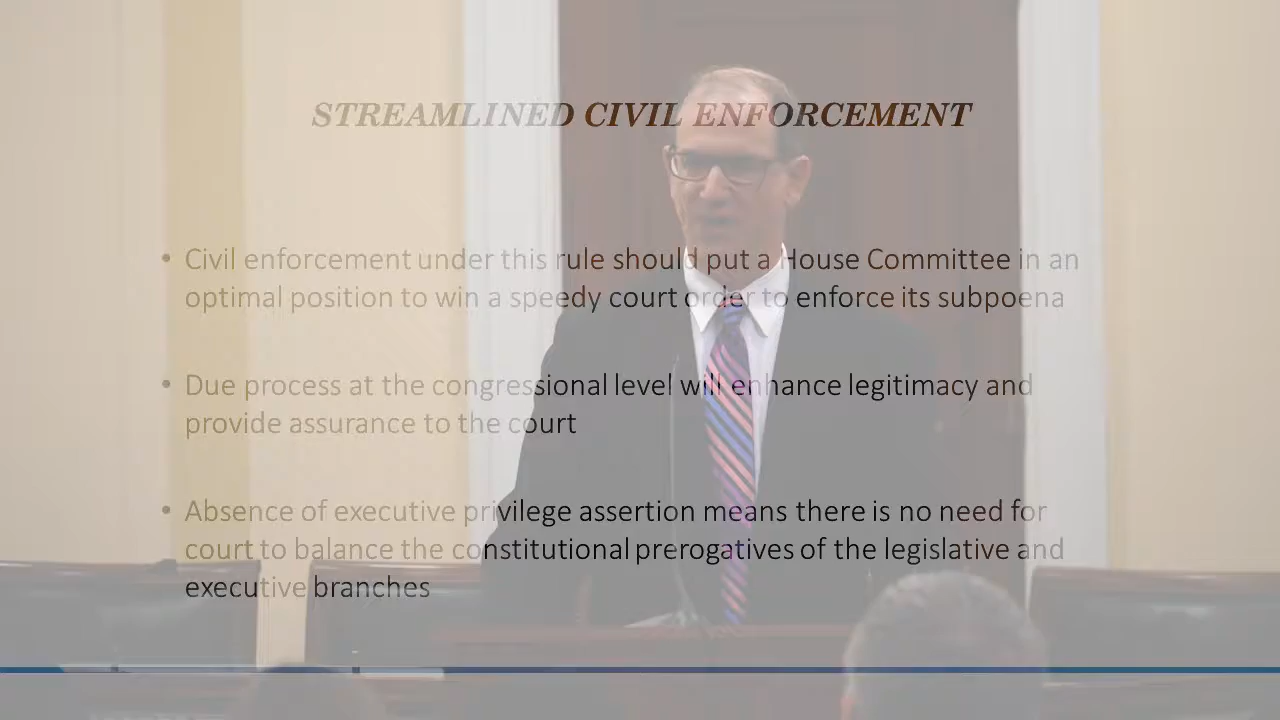 STREAMLINED CIVIL ENFORCEMENT
• Civil enforcement under this rule should put a House Committee in an
optimal position to win a speedy court order to enforce its subpoena
• Due process at the congressional level will enhance legitimacy and
provide assurance to the court
• Absence of executive privilege assertion means there is no need for
court to balance the constitutional prerogatives of the legislative and
executive branches